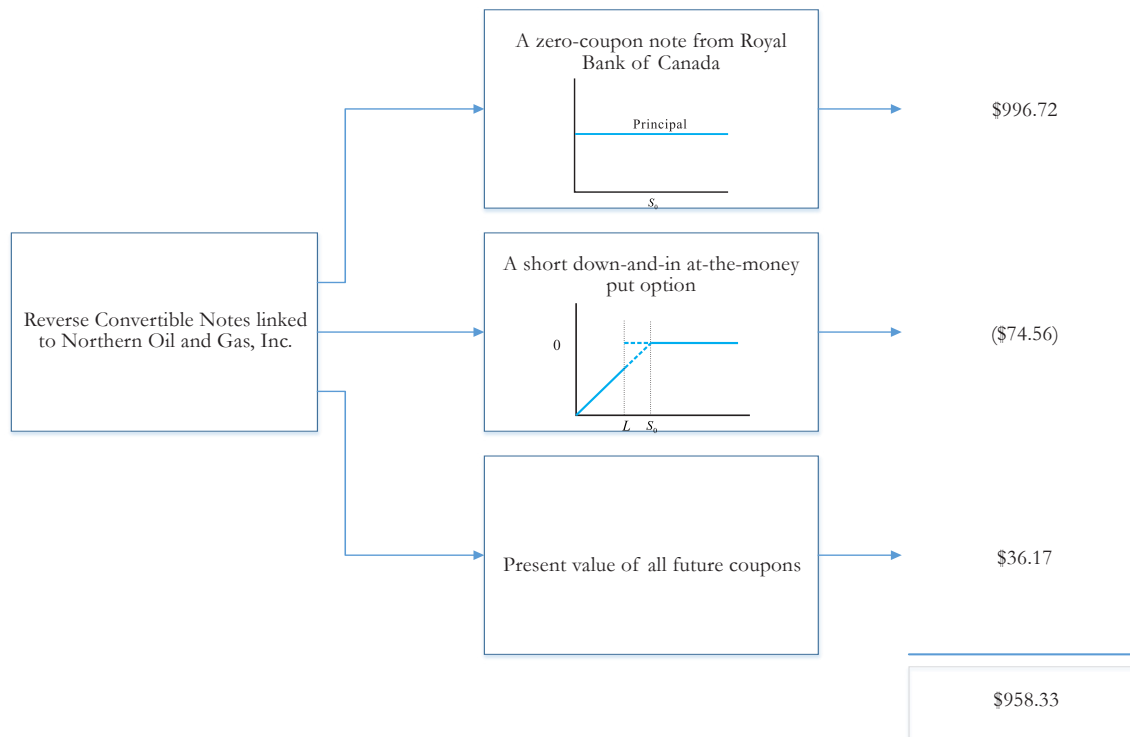 A zero-coupon note from Royal
Bank of Canada
Principal
S₀
$996.72
Reverse Convertible Notes linked
to Northern Oil and Gas, Inc.
A short down-and-in at-the-money
put option
0
L S₀
($74.56)
Present value of all future coupons
$36.17
$958.33